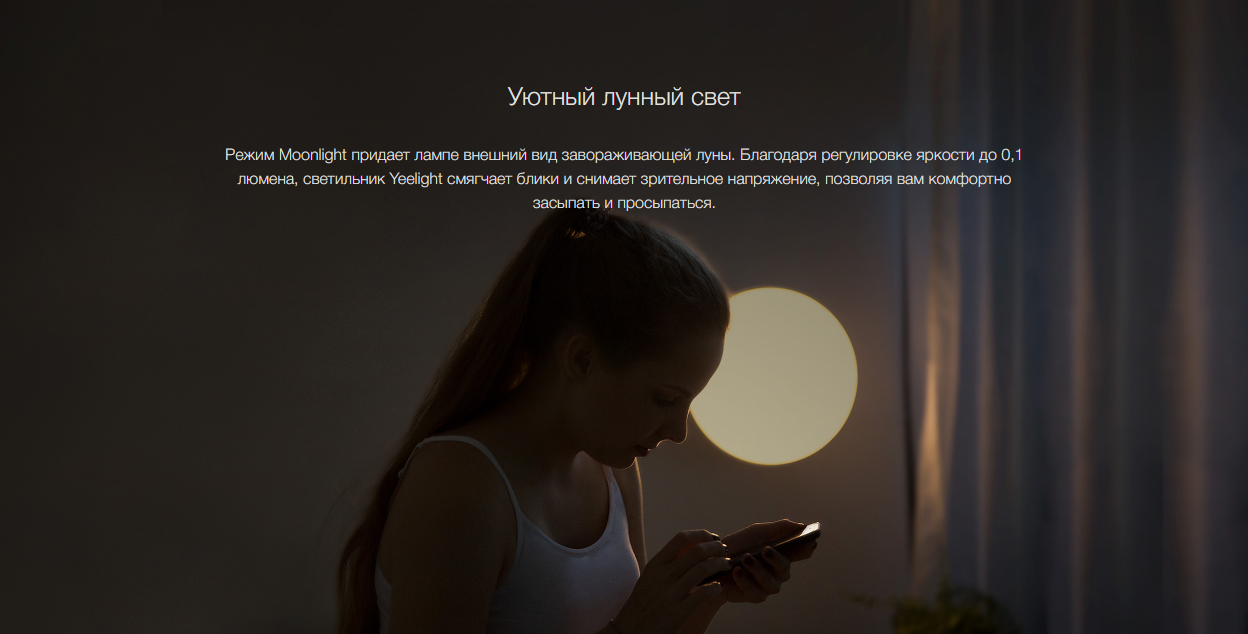 Уютный лунный свет
Режим Moonlight придает лампе внешний вид завораживающей луны. Благодаря регулировке яркости до 0,1
люмена, светильник Yeelight смягчает блики и снимает зрительное напряжение, позволяя вам комфортно
засыпать и просыпаться.